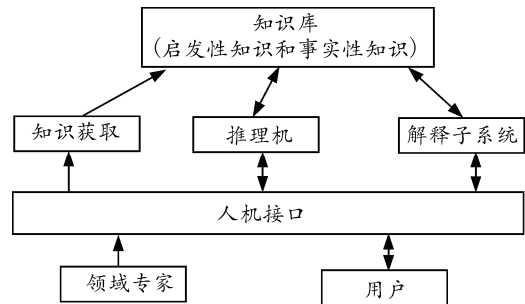 知识库
(启发性知识和事实性知识)
知识获取
推理机
解释子系统
人机接口
领域专家
用户